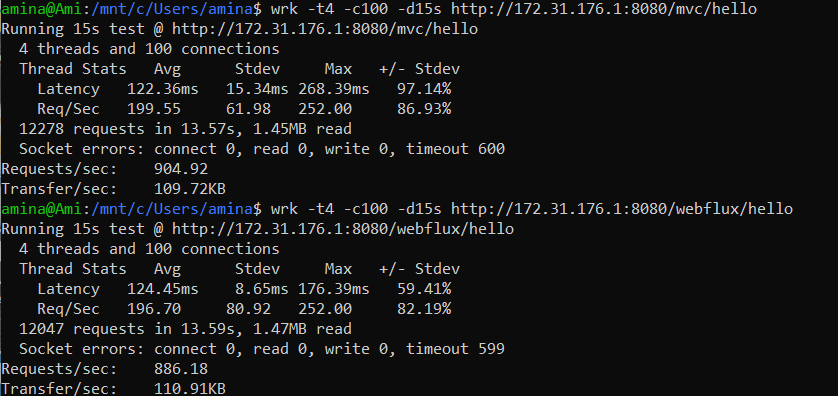 amina@Ami:/mnt/c/Users/amina$ wrk -t4 -c100 -d15s http://172.31.176.1:8080/mvc/hello
Running 15s test @ http://172.31.176.1:8080/mvc/hello
  4 threads and 100 connections
  Thread Stats   Avg      Stdev     Max   +/- Stdev
    Latency   122.36ms   15.34ms 268.39ms   97.14%
    Req/Sec   199.55     61.98   252.00     86.93%
  12278 requests in 13.57s, 1.45MB read
  Socket errors: connect 0, read 0, write 0, timeout 600
Requests/sec:    904.92
Transfer/sec:    109.72KB
amina@Ami:/mnt/c/Users/amina$ wrk -t4 -c100 -d15s http://172.31.176.1:8080/webflux/hello
Running 15s test @ http://172.31.176.1:8080/webflux/hello
  4 threads and 100 connections
  Thread Stats   Avg      Stdev     Max   +/- Stdev
    Latency   124.45ms    8.65ms 176.39ms   59.41%
    Req/Sec   196.70     80.92   252.00     82.19%
  12047 requests in 13.59s, 1.47MB read
  Socket errors: connect 0, read 0, write 0, timeout 599
Requests/sec:    886.18
Transfer/sec:    110.91KB